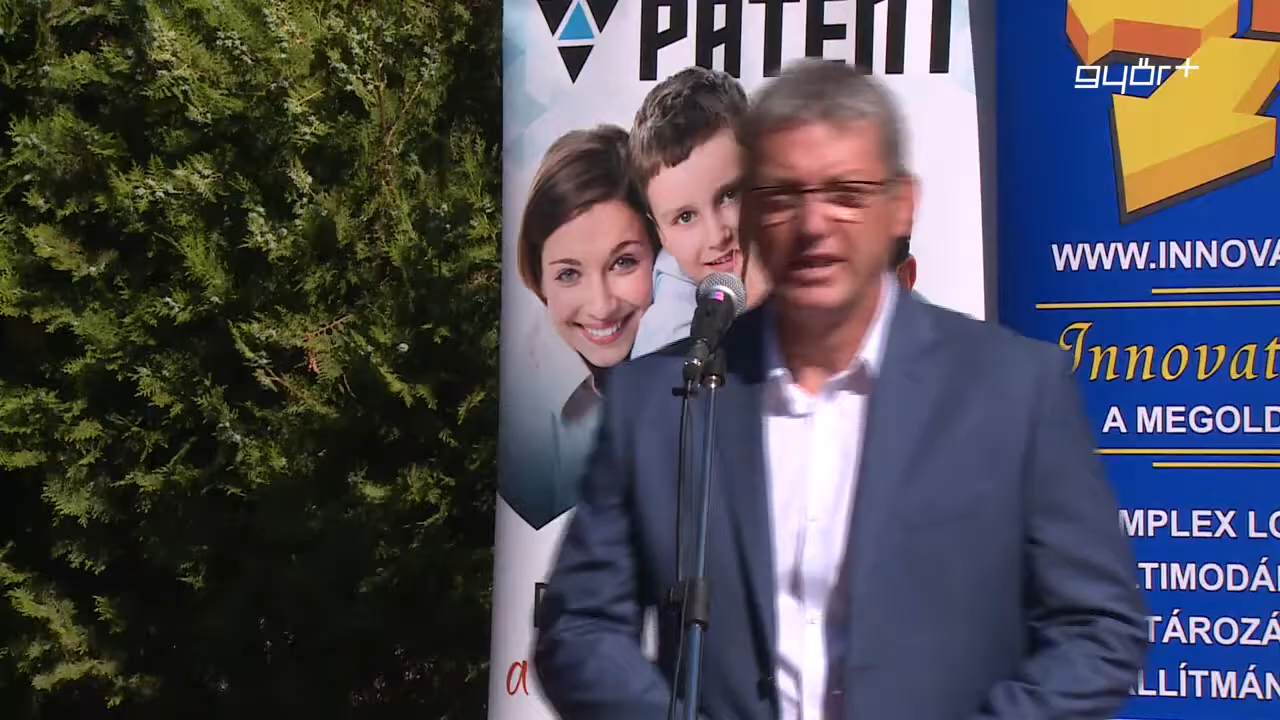 PATENT
győr+
WWW.INNOVA
Innovat
A MEGOLD
MPLEX LO
TIMODÁ
TÁROZÁ
ÁLLÍTMÁN
a